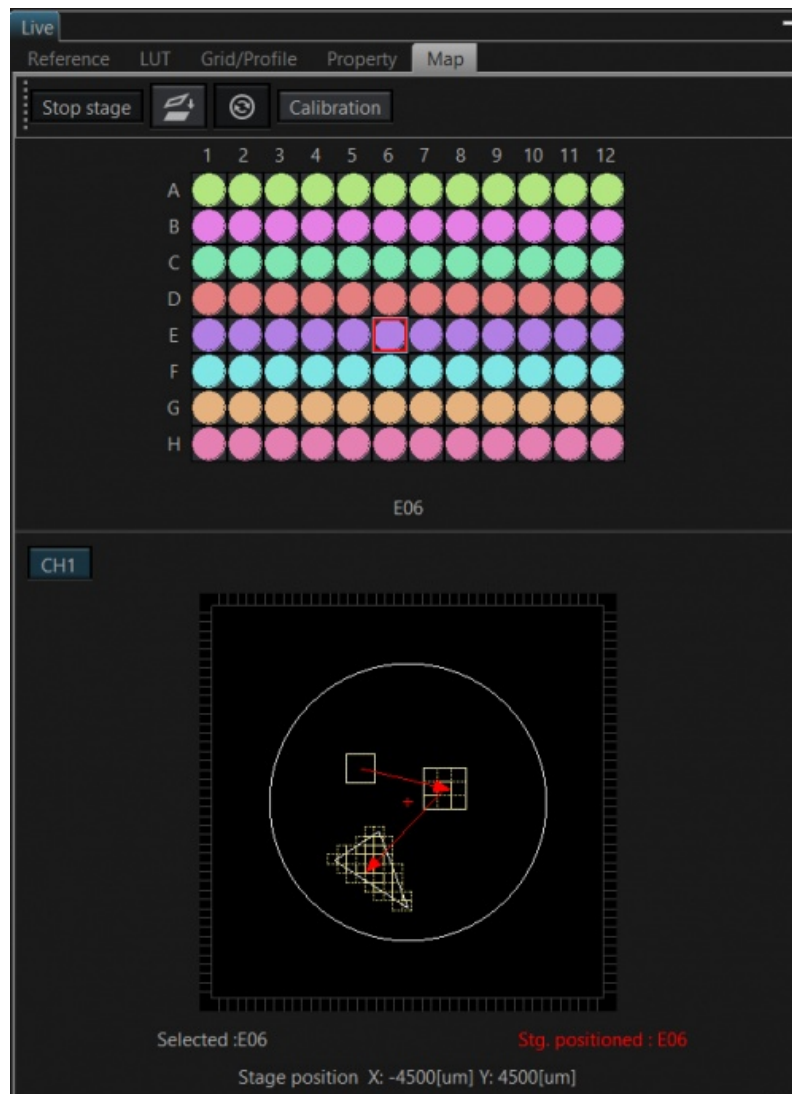 Live
Reference LUT Grid/Profile Property Map
Stop stage Calibration
1 2 3 4 5 6 7 8 9 10 11 12
A
B
C
D
E
F
G
H
E06
CH1
Selected :E06 Stg. positioned : E06
Stage position X: -4500[um] Y: 4500[um]